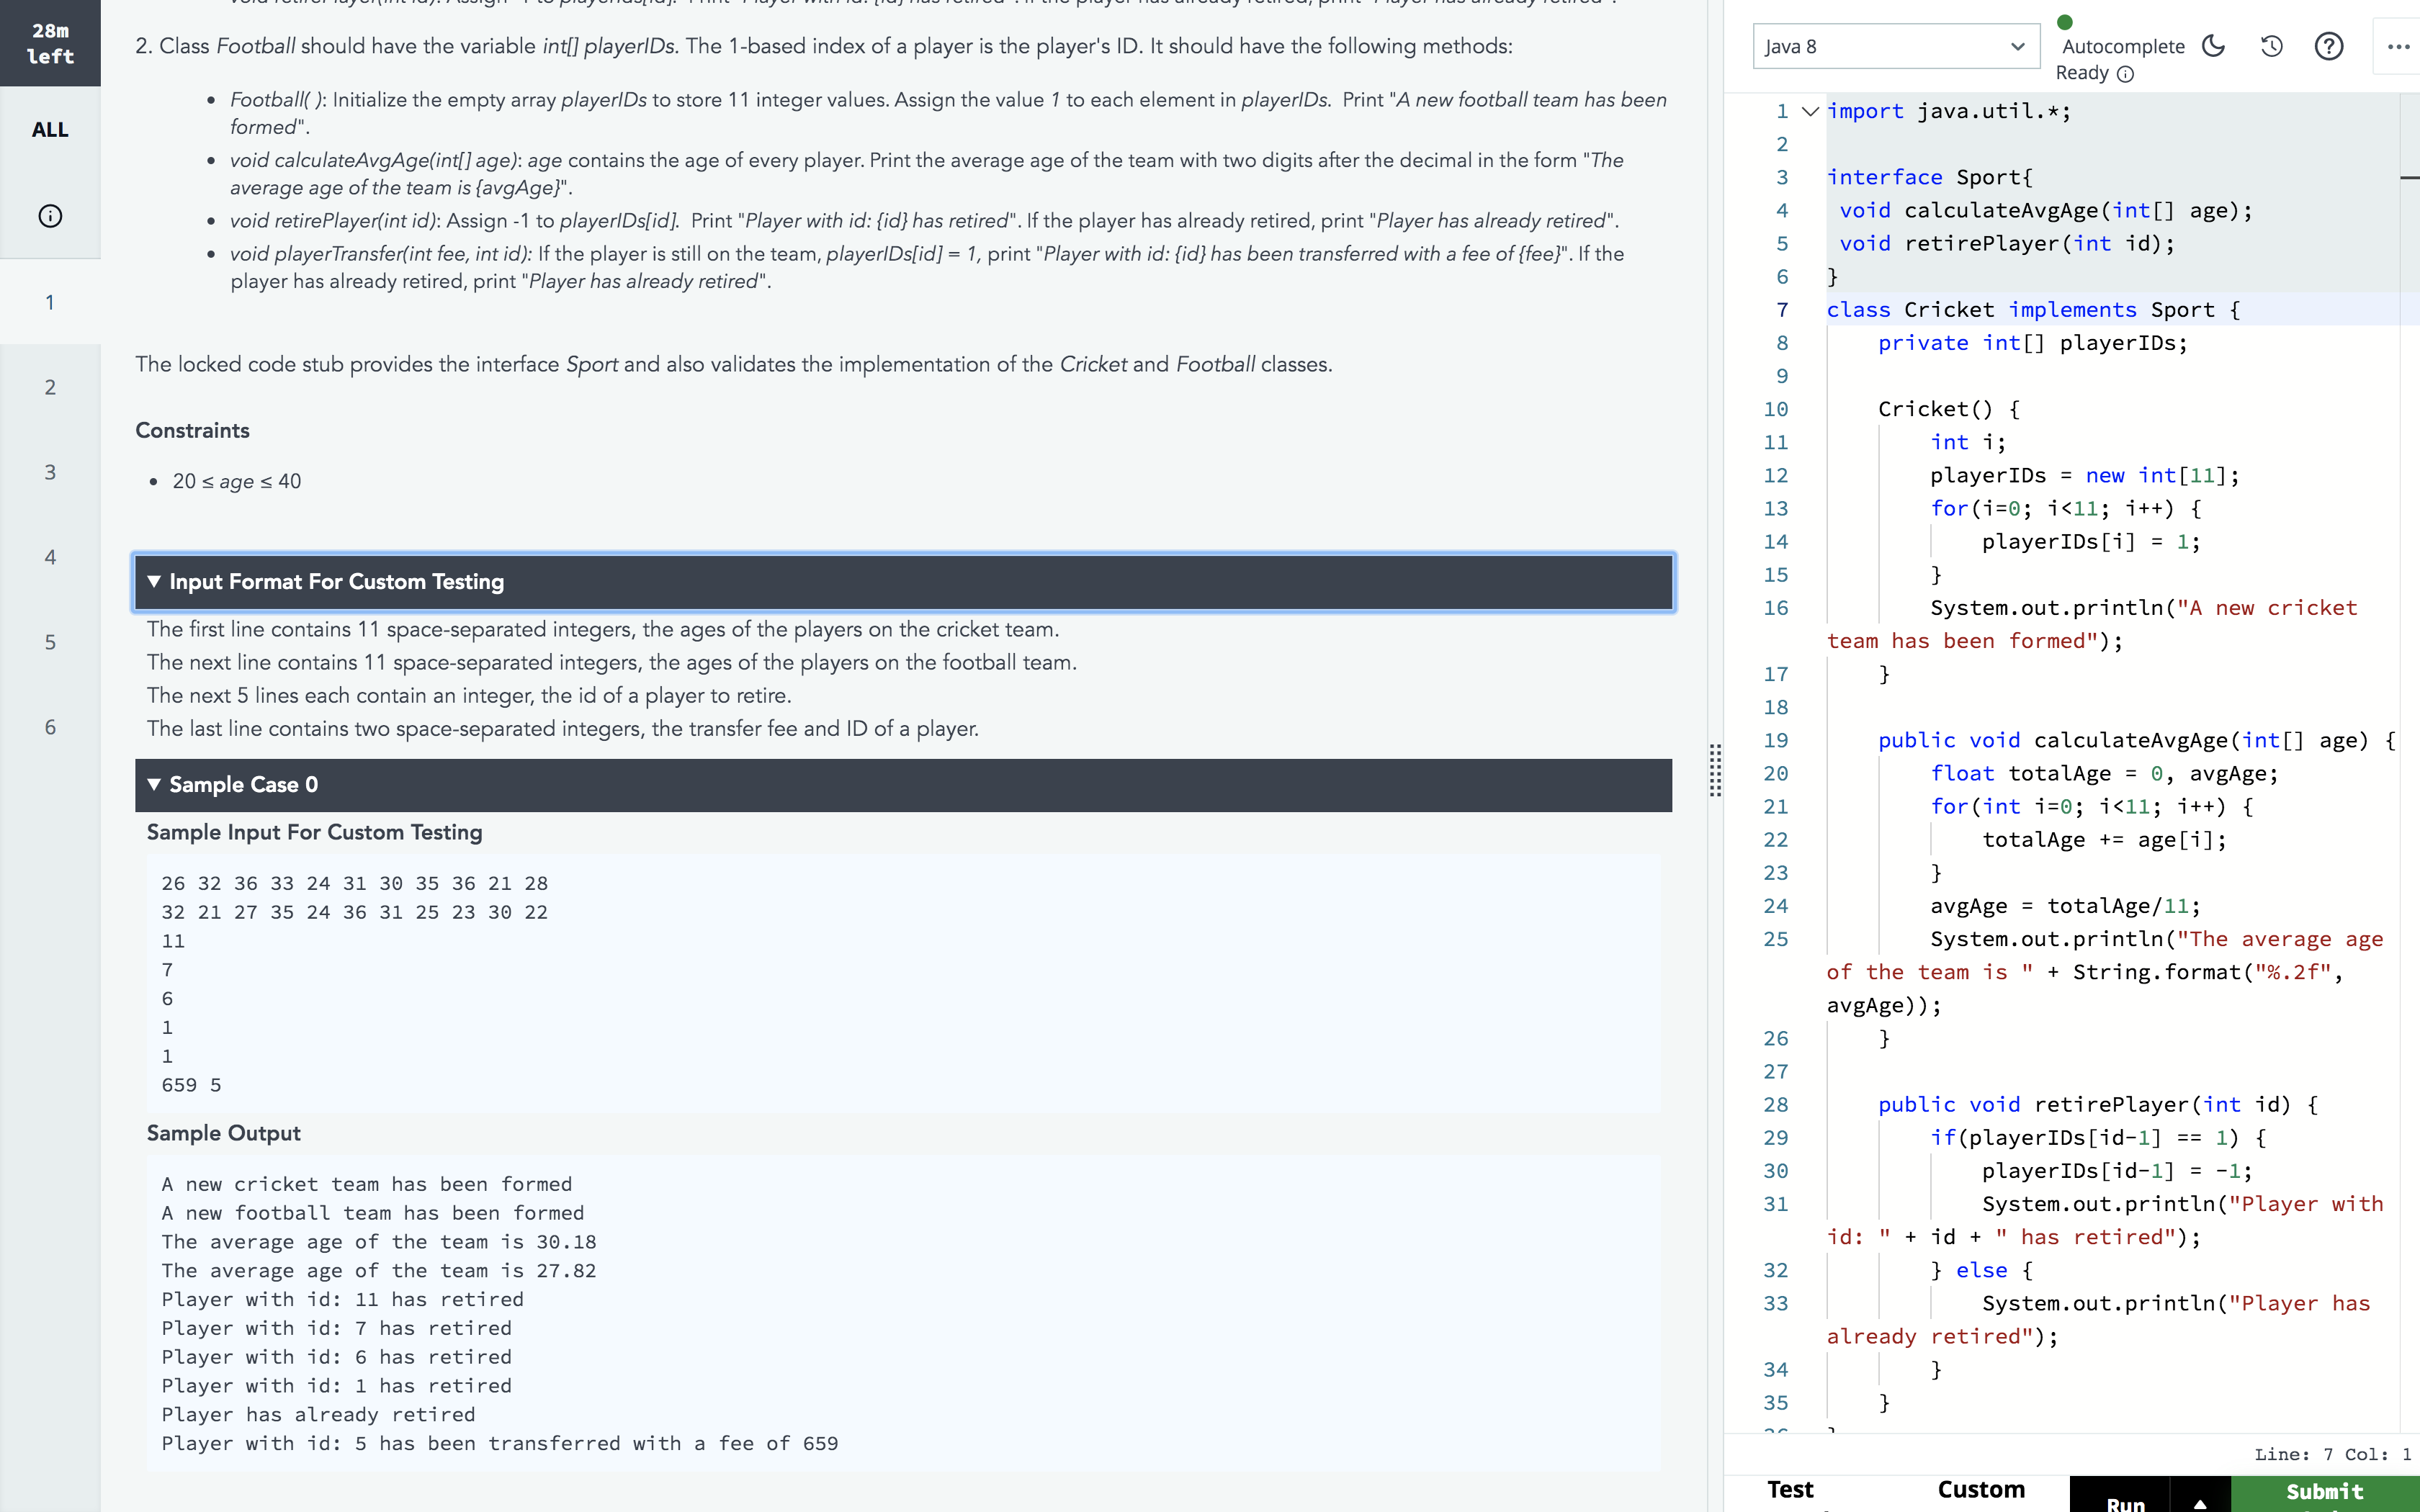 28m
left
ALL
1
2
3
4
5
6
2. Class Football should have the variable int[] playerIDs. The 1-based index of a player is the player's ID. It should have the following methods:
• Football( ): Initialize the empty array playerIDs to store 11 integer values. Assign the value 1 to each element in playerIDs.  Print "A new football team has been
formed".
• void calculateAvgAge(int[] age): age contains the age of every player. Print the average age of the team with two digits after the decimal in the form "The
average age of the team is {avgAge}".
• void retirePlayer(int id): Assign -1 to playerIDs[id].  Print "Player with id: {id} has retired". If the player has already retired, print "Player has already retired".
• void playerTransfer(int fee, int id): If the player is still on the team, playerIDs[id] = 1, print "Player with id: {id} has been transferred with a fee of {fee}". If the
player has already retired, print "Player has already retired".
The locked code stub provides the interface Sport and also validates the implementation of the Cricket and Football classes.
Constraints
• 20 ≤ age ≤ 40
▼ Input Format For Custom Testing
The first line contains 11 space-separated integers, the ages of the players on the cricket team.
The next line contains 11 space-separated integers, the ages of the players on the football team.
The next 5 lines each contain an integer, the id of a player to retire.
The last line contains two space-separated integers, the transfer fee and ID of a player.
▼ Sample Case 0
Sample Input For Custom Testing
26 32 36 33 24 31 30 35 36 21 28
32 21 27 35 24 36 31 25 23 30 22
11
7
6
1
1
659 5
Sample Output
A new cricket team has been formed
A new football team has been formed
The average age of the team is 30.18
The average age of the team is 27.82
Player with id: 11 has retired
Player with id: 7 has retired
Player with id: 6 has retired
Player with id: 1 has retired
Player has already retired
Player with id: 5 has been transferred with a fee of 659
Java 8
Autocomplete
Ready
1 import java.util.*;
2
3 interface Sport{
4 void calculateAvgAge(int[] age);
5 void retirePlayer(int id);
6 }
7 class Cricket implements Sport {
8 private int[] playerIDs;
9
10 Cricket() {
11 int i;
12 playerIDs = new int[11];
13 for(i=0; i<11; i++) {
14 playerIDs[i] = 1;
15 }
16 System.out.println("A new cricket
team has been formed");
17 }
18
19 public void calculateAvgAge(int[] age) {
20 float totalAge = 0, avgAge;
21 for(int i=0; i<11; i++) {
22 totalAge += age[i];
23 }
24 avgAge = totalAge/11;
25 System.out.println("The average age
of the team is " + String.format("%.2f",
avgAge));
26 }
27
28 public void retirePlayer(int id) {
29 if(playerIDs[id-1] == 1) {
30 playerIDs[id-1] = -1;
31 System.out.println("Player with
id: " + id + " has retired");
32 } else {
33 System.out.println("Player has
already retired");
34 }
35 }
Line: 7 Col: 1
Test
Custom
Run
Submit